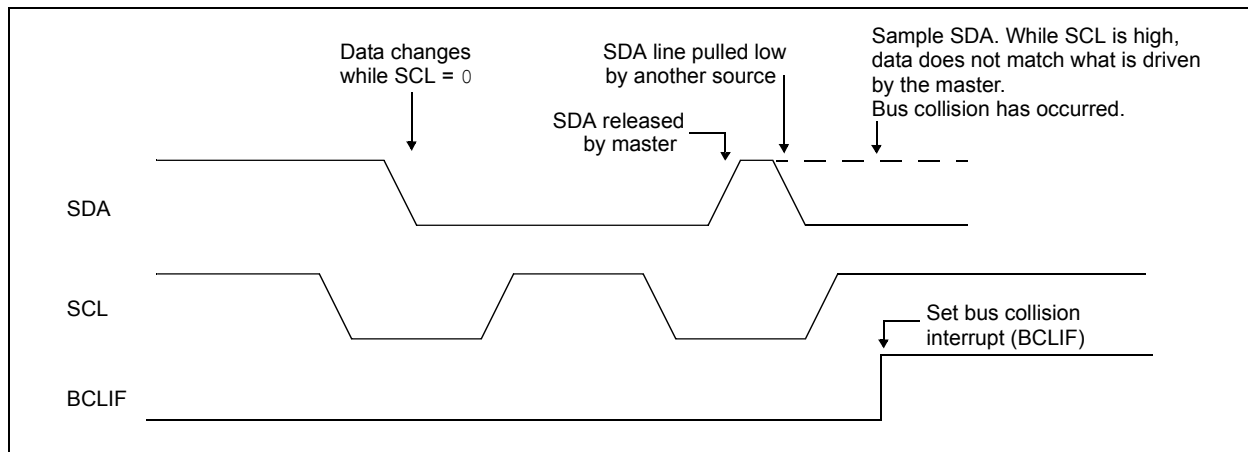 Data changes
while SCL = 0
SDA line pulled low
by another source
Sample SDA. While SCL is high,
data does not match what is driven
by the master.
Bus collision has occurred.
SDA released
by master
SDA
SCL
Set bus collision
interrupt (BCLIF)
BCLIF